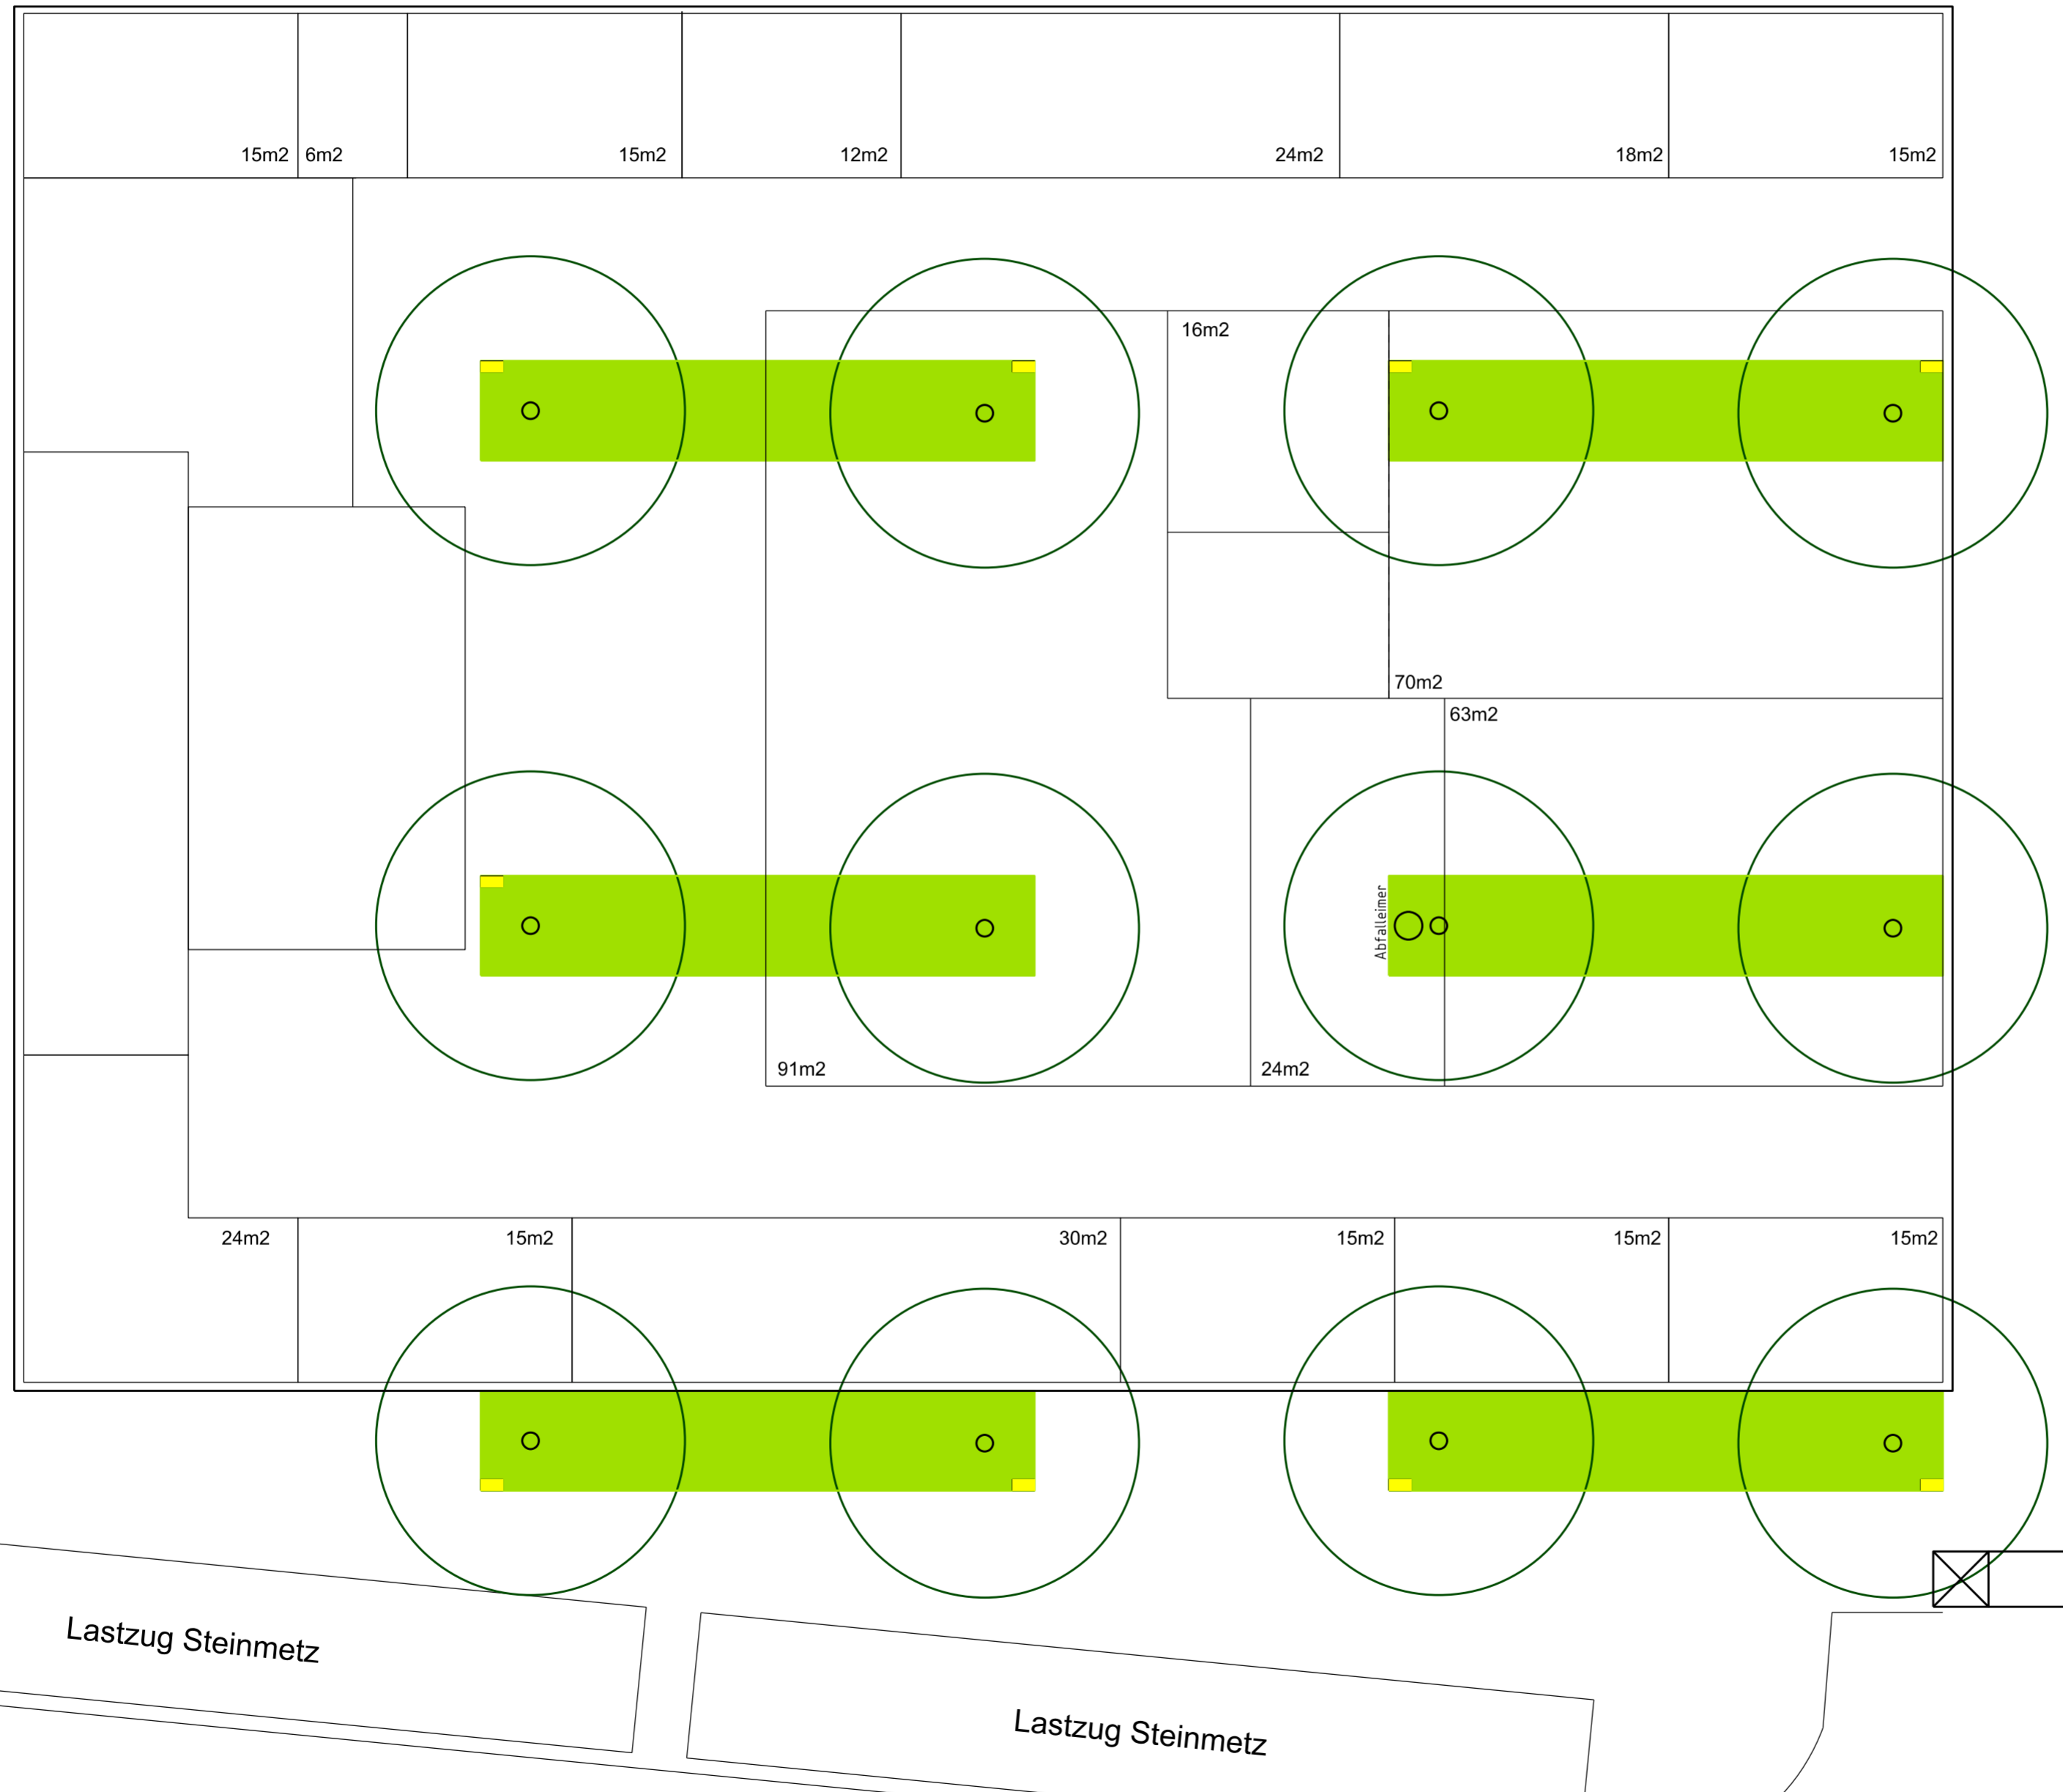 15m2 6m2 15m2 12m2 24m2 18m2 15m2
16m2
70m2
63m2
Abfalleimer
91m2 24m2
24m2 15m2 30m2 15m2 15m2 15m2
Lastzug Steinmetz
Lastzug Steinmetz